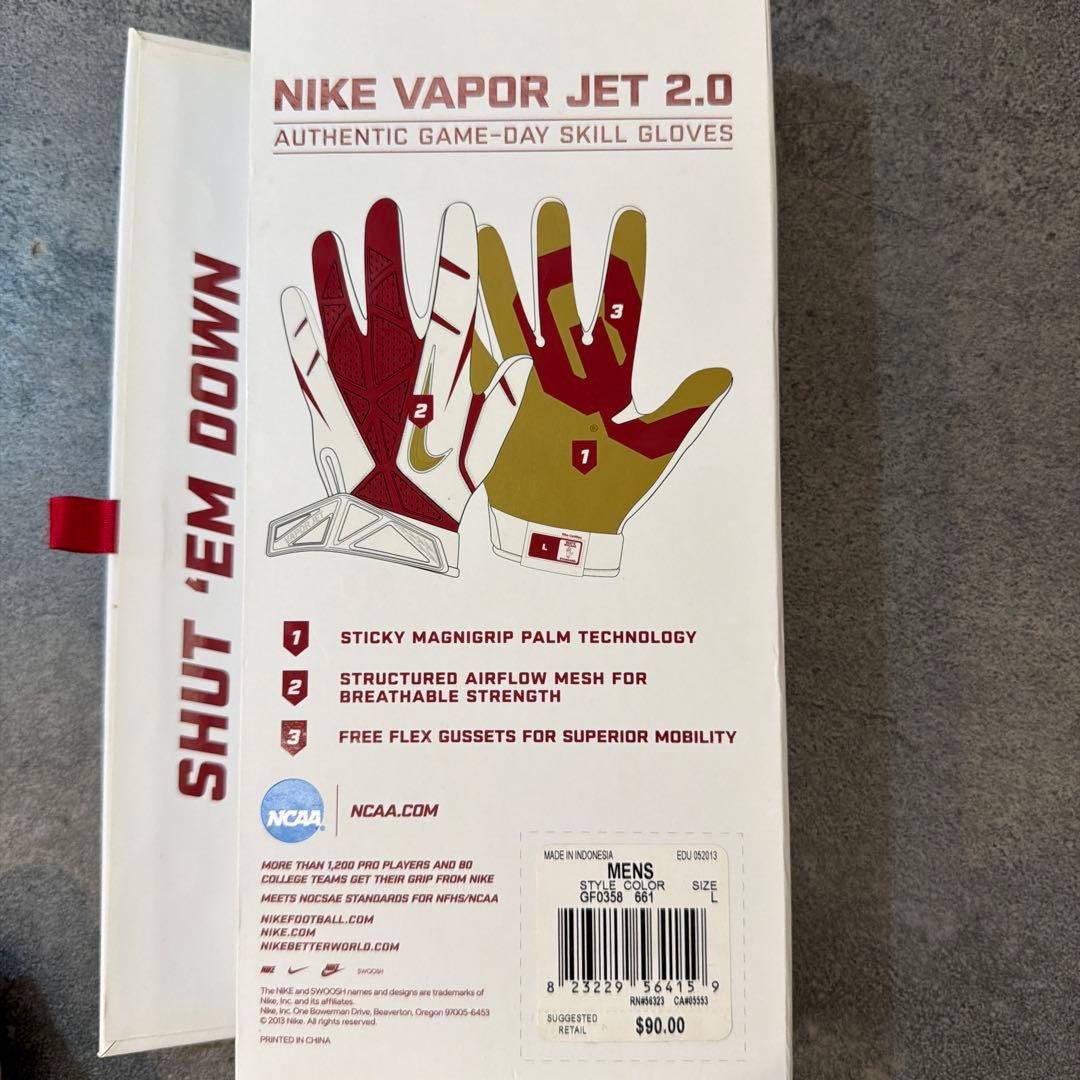 NIKE VAPOR JET 2.0
AUTHENTIC GAME-DAY SKILL GLOVES
SHUT 'EM DOWN
3
2
1
VAPOR JET
L
1 STICKY MAGNIGRIP PALM TECHNOLOGY
2 STRUCTURED AIRFLOW MESH FOR
BREATHABLE STRENGTH
3 FREE FLEX GUSSETS FOR SUPERIOR MOBILITY
NCAA
NCAA.COM
MORE THAN 1,200 PRO PLAYERS AND 80
COLLEGE TEAMS GET THEIR GRIP FROM NIKE
MEETS NOCSAE STANDARDS FOR NFHS/NCAA
NIKEFOOTBALL.COM
NIKE.COM
NIKEBETTERWORLD.COM
NIKE NIKE SWOOSH
The NIKE and SWOOSH names and designs are trademarks of
Nike, Inc. and its affiliates.
Nike, Inc. One Bowerman Drive, Beaverton, Oregon 97005-6453
© 2013 Nike. All rights reserved.
PRINTED IN CHINA
MADE IN INDONESIA EDU 052013
MENS
STYLE COLOR SIZE
GF0358 661 L
8 23229 56415 9
RN#56323 CA#05553
SUGGESTED
RETAIL $90.00